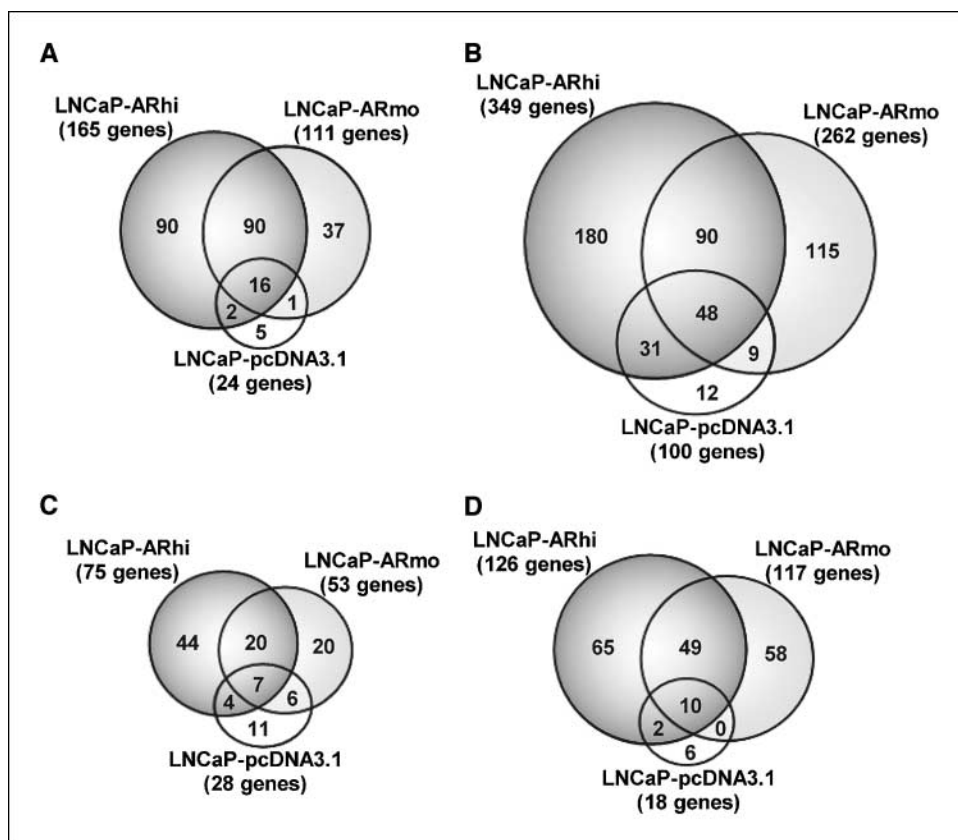 A
LNCaP-ARhi
(165 genes)
LNCaP-ARmo
(111 genes)
90
90
37
16
2
1
5
LNCaP-pcDNA3.1
(24 genes)
B
LNCaP-ARhi
(349 genes)
LNCaP-ARmo
(262 genes)
180
90
115
48
31
9
12
LNCaP-pcDNA3.1
(100 genes)
C
LNCaP-ARhi
(75 genes)
LNCaP-ARmo
(53 genes)
44
20
20
7
4
6
11
LNCaP-pcDNA3.1
(28 genes)
D
LNCaP-ARhi
(126 genes)
LNCaP-ARmo
(117 genes)
65
49
58
10
2
0
6
LNCaP-pcDNA3.1
(18 genes)